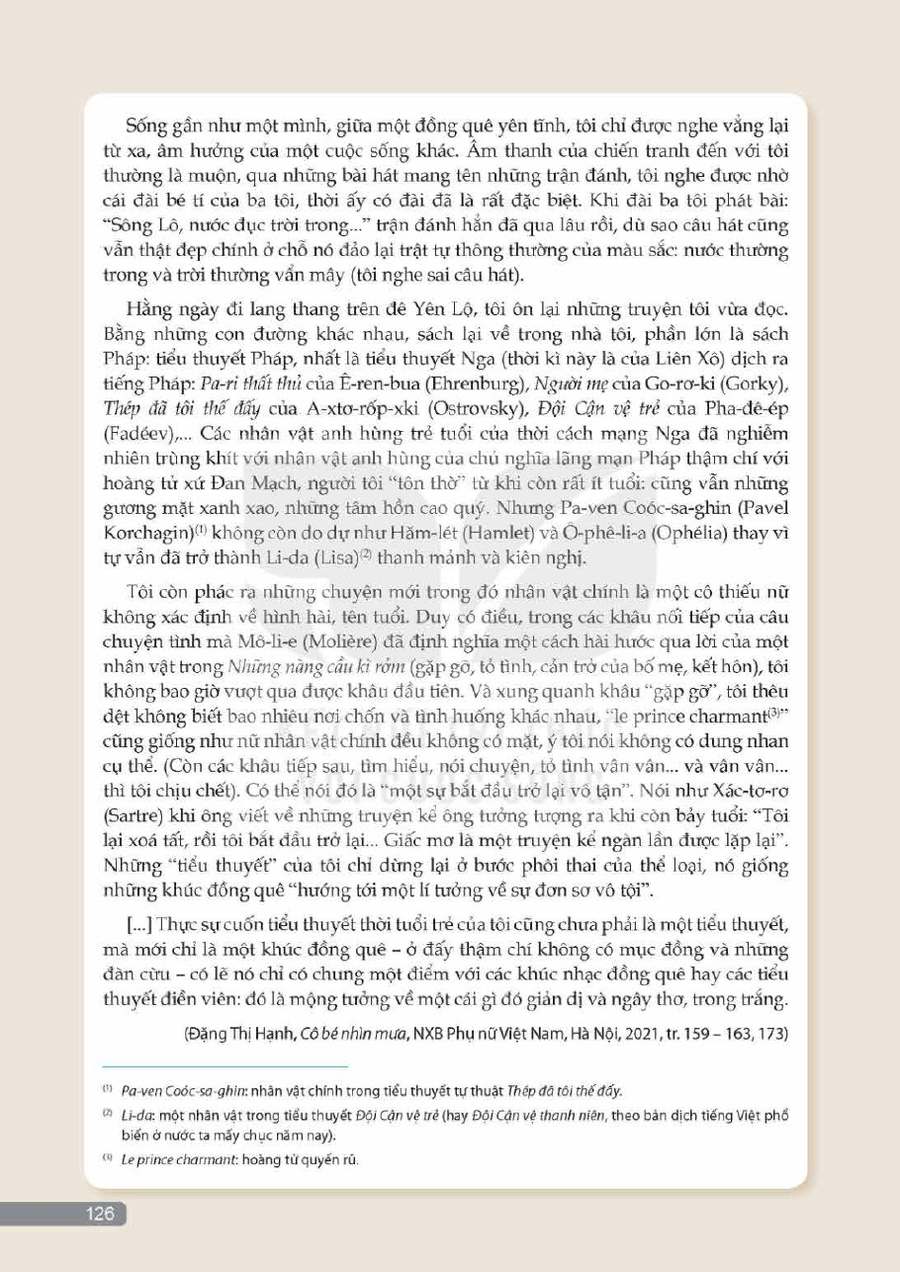 Sống gần như một mình, giữa một đồng quê yên tĩnh, tôi chỉ được nghe vẳng lại
từ xa, âm hưởng của một cuộc sống khác. Âm thanh của chiến tranh đến với tôi
thường là muộn, qua những bài hát mang tên những trận đánh, tôi nghe được nhờ
cái đài bé tí của ba tôi, thời ấy có đài đã là rất đặc biệt. Khi đài ba tôi phát bài:
“Sông Lô, nước đục trời trong...” trận đánh hẳn đã qua lâu rồi, dù sao câu hát cũng
vẫn thật đẹp chính ở chỗ nó đảo lại trật tự thông thường của màu sắc: nước thường
trong và trời thường vẩn mây (tôi nghe sai câu hát).
Hằng ngày đi lang thang trên đê Yên Lộ, tôi ôn lại những truyện tôi vừa đọc.
Bằng những con đường khác nhau, sách lại về trong nhà tôi, phần lớn là sách
Pháp: tiểu thuyết Pháp, nhất là tiểu thuyết Nga (thời kì này là của Liên Xô) dịch ra
tiếng Pháp: Pa-ri thất thủ của Ê-ren-bua (Ehrenburg), Người mẹ của Go-rơ-ki (Gorky),
Thép đã tôi thế đấy của A-xtơ-rốp-xki (Ostrovsky), Đội Cận vệ trẻ của Pha-đê-ép
(Fadéev),... Các nhân vật anh hùng trẻ tuổi của thời cách mạng Nga đã nghiễm
nhiên trùng khít với nhân vật anh hùng của chủ nghĩa lãng mạn Pháp thậm chí với
hoàng tử xứ Đan Mạch, người tôi “tôn thờ” từ khi còn rất ít tuổi: cũng vẫn những
gương mặt xanh xao, những tâm hồn cao quý. Nhưng Pa-ven Coóc-sa-ghin (Pavel
Korchagin)(1) không còn do dự như Hăm-lét (Hamlet) và Ô-phê-li-a (Ophélia) thay vì
tự vẫn đã trở thành Li-da (Lisa)(2) thanh mảnh và kiên nghị.
Tôi còn phác ra những chuyện mới trong đó nhân vật chính là một cô thiếu nữ
không xác định về hình hài, tên tuổi. Duy có điều, trong các khâu nối tiếp của câu
chuyện tình mà Mô-li-e (Molière) đã định nghĩa một cách hài hước qua lời của một
nhân vật trong Những nàng cầu kì rởm (gặp gỡ, tỏ tình, cản trở của bố mẹ, kết hôn), tôi
không bao giờ vượt qua được khâu đầu tiên. Và xung quanh khâu “gặp gỡ”, tôi thêu
dệt không biết bao nhiêu nơi chốn và tình huống khác nhau, “le prince charmant(3)”
cũng giống như nữ nhân vật chính đều không có mặt, ý tôi nói không có dung nhan
cụ thể. (Còn các khâu tiếp sau, tìm hiểu, nói chuyện, tỏ tình vân vân... và vân vân...
thì tôi chịu chết). Có thể nói đó là “một sự bắt đầu trở lại vô tận”. Nói như Xác-tơ-rơ
(Sartre) khi ông viết về những truyện kể ông tưởng tượng ra khi còn bảy tuổi: “Tôi
lại xoá tất, rồi tôi bắt đầu trở lại... Giấc mơ là một truyện kể ngàn lần được lặp lại”.
Những “tiểu thuyết” của tôi chỉ dừng lại ở bước phôi thai của thể loại, nó giống
những khúc đồng quê “hướng tới một lí tưởng về sự đơn sơ vô tội”.
[...] Thực sự cuốn tiểu thuyết thời tuổi trẻ của tôi cũng chưa phải là một tiểu thuyết,
mà mới chỉ là một khúc đồng quê – ở đấy thậm chí không có mục đồng và những
đàn cừu – có lẽ nó chỉ có chung một điểm với các khúc nhạc đồng quê hay các tiểu
thuyết điền viên: đó là mộng tưởng về một cái gì đó giản dị và ngây thơ, trong trắng.
(Đặng Thị Hạnh, Cô bé nhìn mưa, NXB Phụ nữ Việt Nam, Hà Nội, 2021, tr. 159 – 163, 173)
(1) Pa-ven Coóc-sa-ghin: nhân vật chính trong tiểu thuyết tự thuật Thép đã tôi thế đấy.
(2) Li-da: một nhân vật trong tiểu thuyết Đội Cận vệ trẻ (hay Đội Cận vệ thanh niên, theo bản dịch tiếng Việt phổ
biến ở nước ta mấy chục năm nay).
(3) Le prince charmant: hoàng tử quyến rũ.
KẾT NỐI TRI THỨC
VỚI CUỘC SỐNG
126